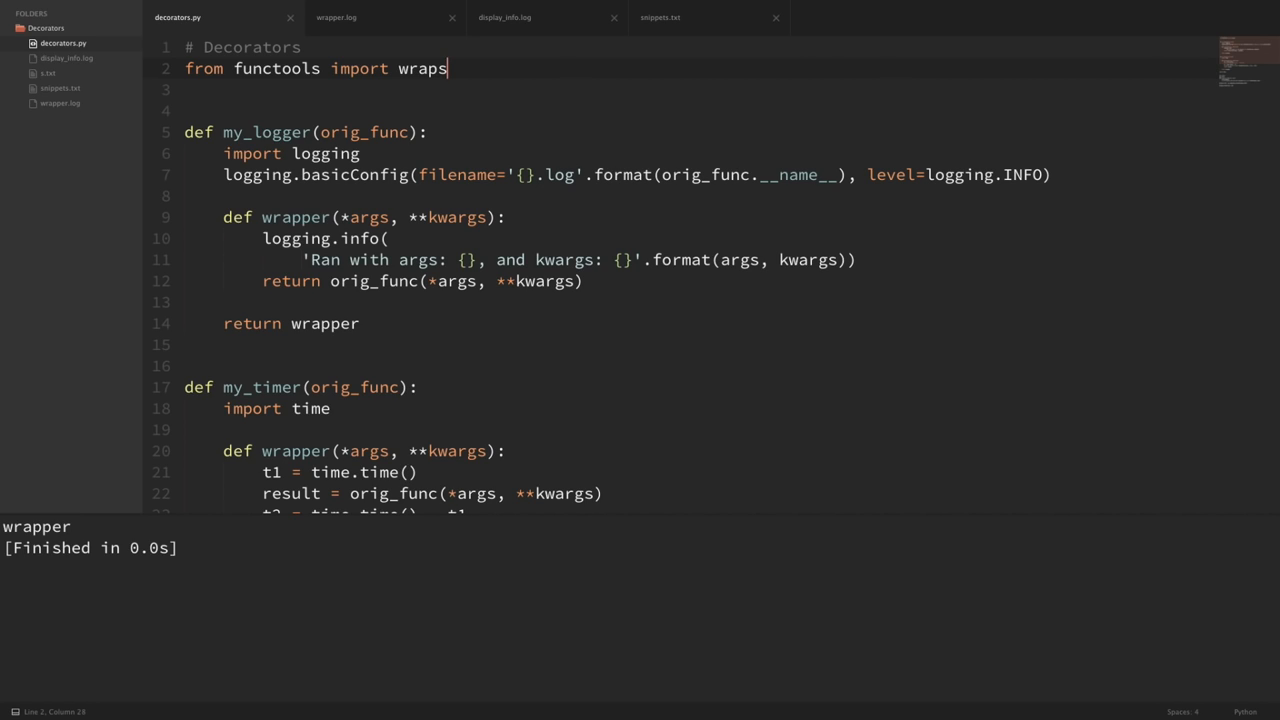 FOLDERS
Decorators
decorators.py
display_info.log
s.txt
snippets.txt
wrapper.log
decorators.py
wrapper.log
display_info.log
snippets.txt
1 # Decorators
2 from functools import wraps
3
4
5 def my_logger(orig_func):
6     import logging
7     logging.basicConfig(filename='{}.log'.format(orig_func.__name__), level=logging.INFO)
8
9     def wrapper(*args, **kwargs):
10         logging.info(
11             'Ran with args: {}, and kwargs: {}'.format(args, kwargs))
12         return orig_func(*args, **kwargs)
13
14     return wrapper
15
16
17 def my_timer(orig_func):
18     import time
19
20     def wrapper(*args, **kwargs):
21         t1 = time.time()
22         result = orig_func(*args, **kwargs)
wrapper
[Finished in 0.0s]
Line 2, Column 28
Spaces: 4
Python